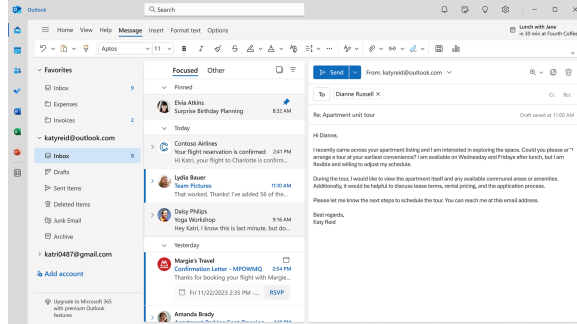 Outlook
Search
Lunch with Jane
in 30 min at Fourth Coffee
Home View Help Message Insert Format text Options
Aptos 11 B I
Favorites
Inbox 9
Expenses
Invoices 2
katyreid@outlook.com
Inbox 9
Drafts
Sent Items
Deleted Items
Junk Email
Archive
katri0487@gmail.com
Add account
Upgrade to Microsoft 365
with premium Outlook
features
Focused Other
Pinned
Elvia Atkins
Surprise Birthday Planning 8:32 AM
Today
Contoso Airlines
Your flight reservation is confirmed 2:41 PM
Hi Katri, your flight to Charlotte is confirm...
Lydia Bauer
Team Pictures 11:10 AM
That worked. Thanks! I've added 56 of the...
Daisy Philips
Yoga Workshop 9:16 AM
Hey Katri, I know this is last minute, but do...
Yesterday
Margie's Travel
Confirmation Letter - MPOWMQ 2:54 PM
Thanks for booking your flight with Margie...
Fri 11/22/2023 2:35 PM -... RSVP
Amanda Brady
Send From: katyreid@outlook.com
To Dianne Russell Cc Bcc
Re: Apartment unit tour Draft saved at 11:00 AM
Hi Dianne,
I recently came across your apartment listing and I am interested in exploring the space. Could you please
arrange a tour at your earliest convenience? I am available on Wednesday and Fridays after lunch, but I am
flexible and willing to adjust my schedule.
During the tour, I would like to view the apartment itself and any available communal areas or amenities.
Additionally, it would be helpful to discuss lease terms, rental pricing, and the application process.
Please let me know the next steps to schedule the tour. You can reach me at this email address.
Best regards,
Katy Reid